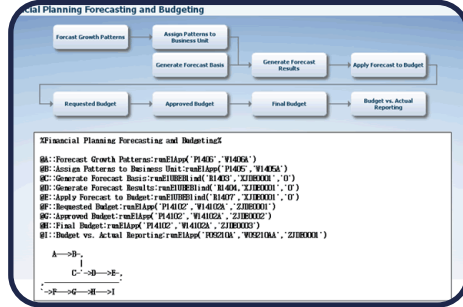 cial Planning Forecasting and Budgeting
Forcast Growth Patterns
Assign Patterns to
Business Unit
Generate Forecast Basis
Generate Forecast
Results
Apply Forecast to Budget
Requested Budget
Approved Budget
Final Budget
Budget vs. Actual
Reporting
%Financial Planning Forecasting and Budgeting%
@A::Forecast Growth Patterns:runE1App('P1406','W1406A')
@B::Assign Patterns to Business Unit:runE1App('P1405','W1405A')
@C::Generate Forecast Basis:runE1UBEBlind('R1403','XJDE0001','0')
@D::Generate Forecast Results:runE1UBEBlind('R1404','XJDE0001','0')
@E::Apply Forecast to Budget:runE1UBEBlind('R1407','XJDE0001','0')
@F::Requested Budget:runE1App('P14102','W14102A','ZJDE0001')
@G::Approved Budget:runE1App('P14102','W14102A','ZJDE0002')
@H::Final Budget:runE1App('P14102','W14102A','ZJDE0003')
@I::Budget vs. Actual Reporting:runE1App('P09210A','W09210AA','ZJDE0001')
A--->B-,
|
C-'->D--->E-,
,--------------------'
'->F--->G--->H--->I